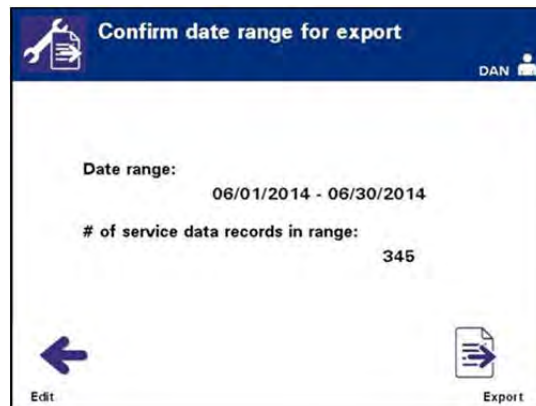 Confirm date range for export
DAN
Date range:
06/01/2014 - 06/30/2014
# of service data records in range:
345
Edit
Export